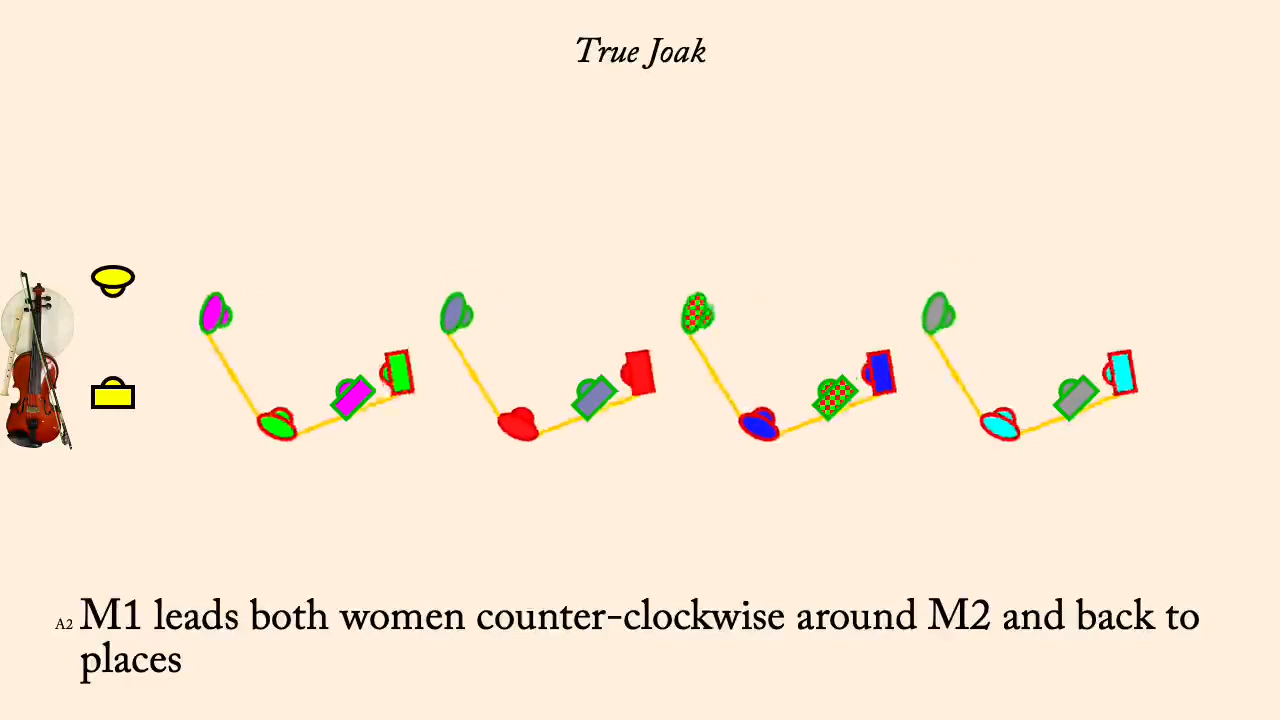 True Joak
A2 M1 leads both women counter-clockwise around M2 and back to
places